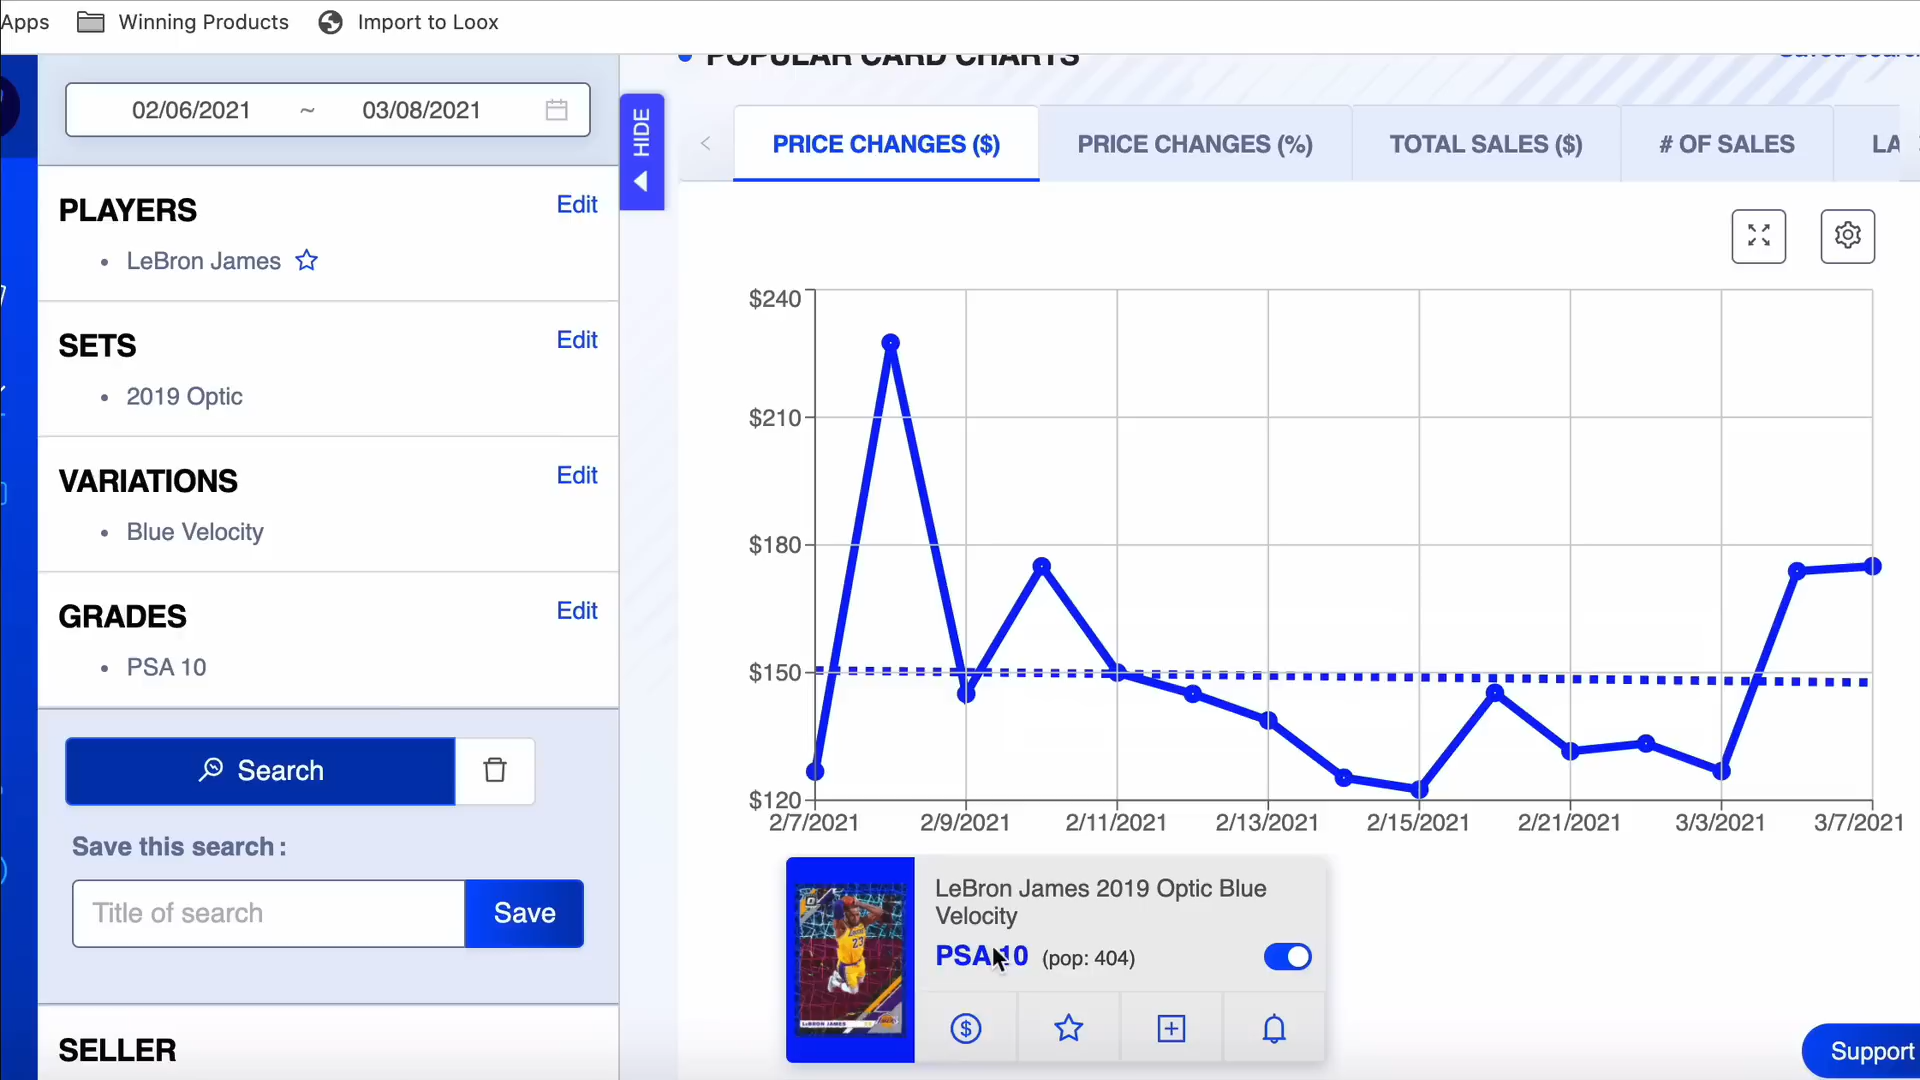 Apps
Winning Products
Import to Loox
02/06/2021 ~ 03/08/2021
HIDE
PLAYERS
Edit
LeBron James
SETS
Edit
2019 Optic
VARIATIONS
Edit
Blue Velocity
GRADES
Edit
PSA 10
Search
Save this search :
Title of search
Save
SELLER
POPULAR CARD CHARTS
PRICE CHANGES ($)
PRICE CHANGES (%)
TOTAL SALES ($)
# OF SALES
LA
$240
$210
$180
$150
$120
2/7/2021
2/9/2021
2/11/2021
2/13/2021
2/15/2021
2/21/2021
3/3/2021
3/7/2021
LeBron James 2019 Optic Blue
Velocity
PSA 10 (pop: 404)
LEBRON JAMES
Support